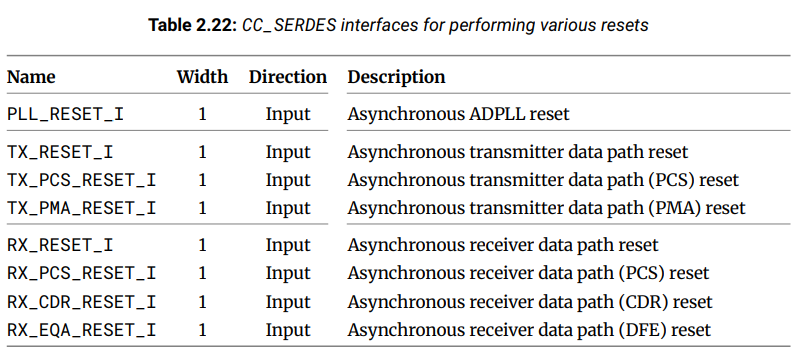 Table 2.22: CC_SERDES interfaces for performing various resets
Name Width Direction Description
PLL_RESET_I 1 Input Asynchronous ADPLL reset
TX_RESET_I 1 Input Asynchronous transmitter data path reset
TX_PCS_RESET_I 1 Input Asynchronous transmitter data path (PCS) reset
TX_PMA_RESET_I 1 Input Asynchronous transmitter data path (PMA) reset
RX_RESET_I 1 Input Asynchronous receiver data path reset
RX_PCS_RESET_I 1 Input Asynchronous receiver data path (PCS) reset
RX_CDR_RESET_I 1 Input Asynchronous receiver data path (CDR) reset
RX_EQA_RESET_I 1 Input Asynchronous receiver data path (DFE) reset